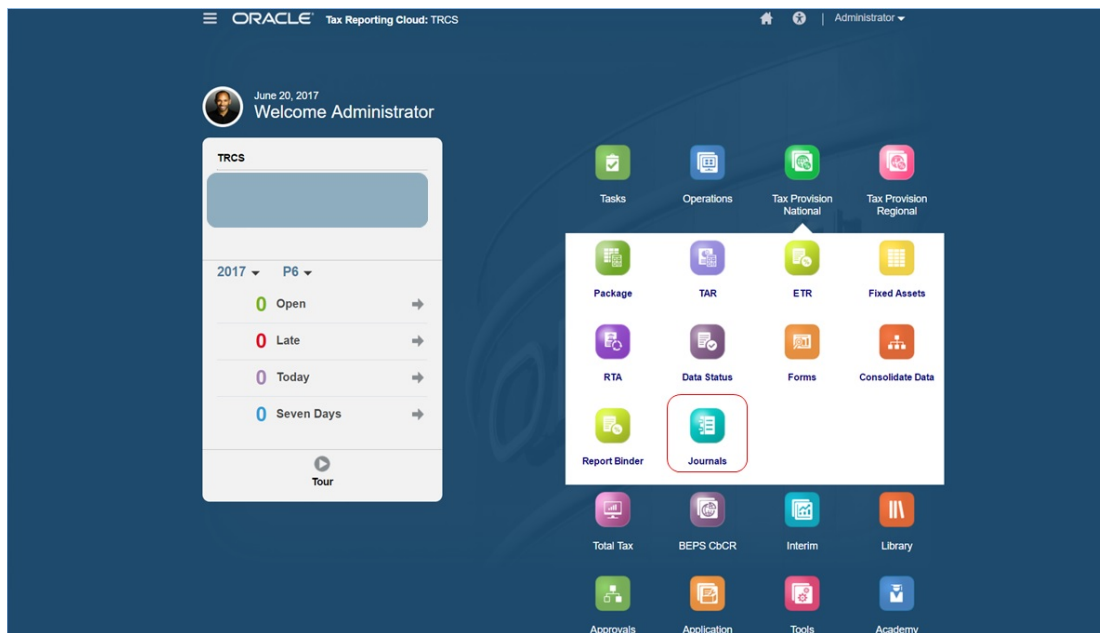 ORACLE Tax Reporting Cloud: TRCS
Administrator
June 20, 2017
Welcome Administrator
TRCS
2017 P6
0 Open
0 Late
0 Today
0 Seven Days
Tour
Tasks Operations Tax Provision National Tax Provision Regional
Package TAR ETR Fixed Assets
RTA Data Status Forms Consolidate Data
Report Binder Journals
Total Tax BEPS CbCR Interim Library
Approvals Application Tools Academy